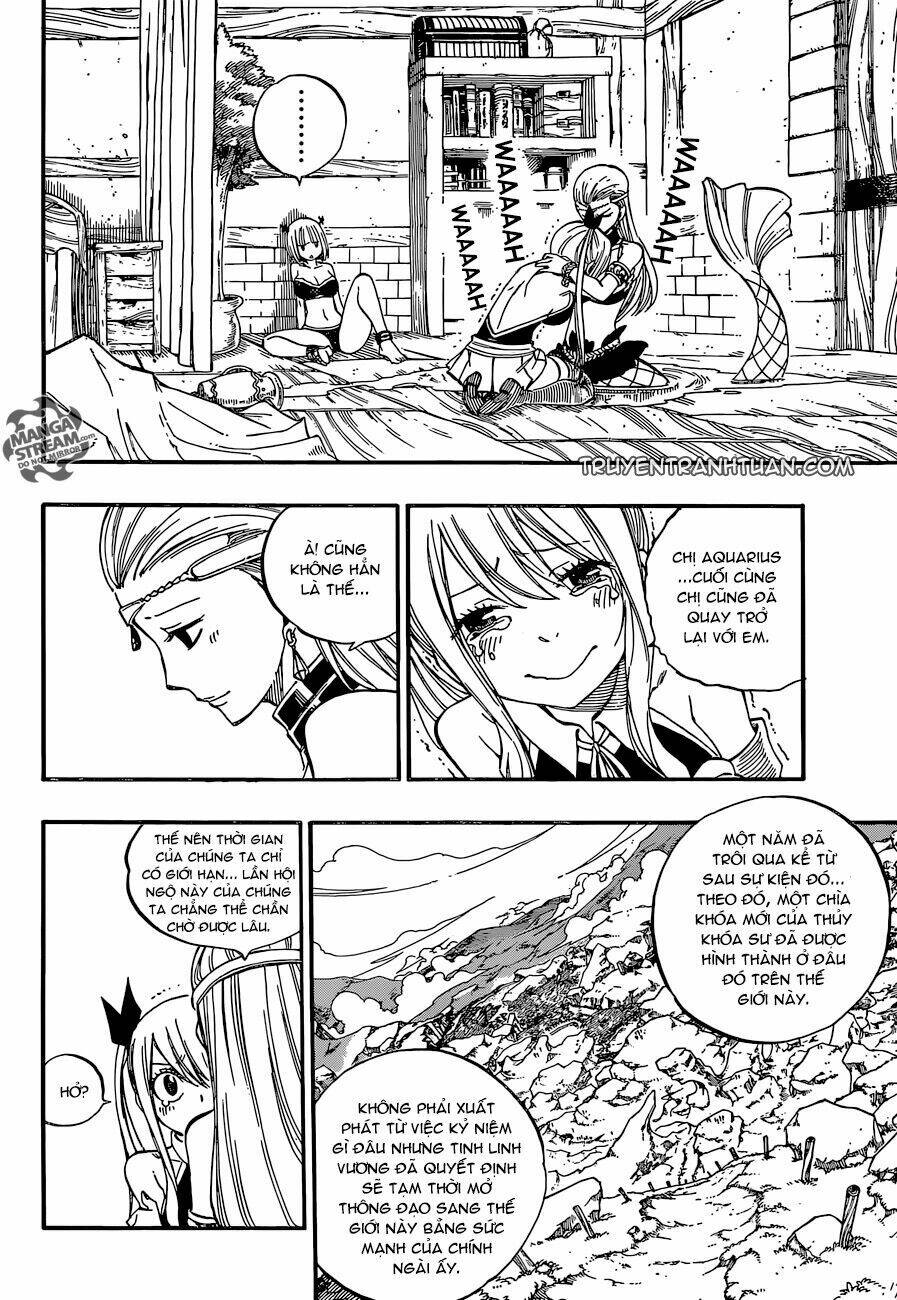 .........
WAAAAAH
WAAAAAH
WAAAAAH
MANGA
STREAM.com
DO NOT MIRROR
TRUYENTRANHTUAN.COM
CHỊ AQUARIUS
...CUỐI CÙNG
CHỊ CŨNG ĐÃ
QUAY TRỞ
LẠI VỚI EM.
À! CŨNG
KHÔNG HẲN
LÀ THẾ...
MỘT NĂM ĐÃ
TRÔI QUA KỂ TỪ
SAU SỰ KIỆN ĐÓ...
THEO ĐÓ, MỘT CHÌA
KHÓA MỚI CỦA THỦY
KHÓA SƯ ĐÃ ĐƯỢC
HÌNH THÀNH Ở ĐÂU
ĐÓ TRÊN THẾ
GIỚI NÀY.
KHÔNG PHẢI XUẤT
PHÁT TỪ VIỆC KỶ NIỆM
GÌ ĐÂU NHƯNG TINH LINH
VƯƠNG ĐÃ QUYẾT ĐỊNH
SẼ TẠM THỜI MỞ
THÔNG ĐẠO SANG THẾ
GIỚI NÀY BẰNG SỨC
MẠNH CỦA CHÍNH
NGÀI ẤY.
THẾ NÊN THỜI GIAN
CỦA CHÚNG TA CHỈ
CÓ GIỚI HẠN... LẦN HỘI
NGỘ NÀY CỦA CHÚNG
TA CHẲNG THỂ CHẦN
CHỜ ĐƯỢC LÂU.
HỞ?